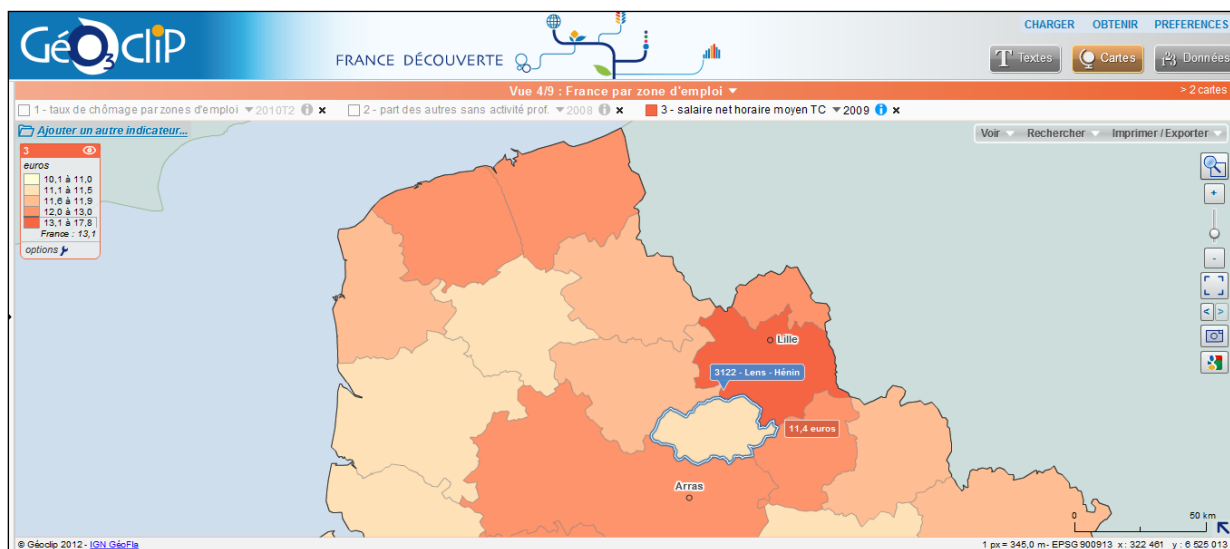 GéO3CliP
FRANCE DÉCOUVERTE
CHARGER OBTENIR PREFERENCES
T Textes Cartes 123 Données
Vue 4/9 : France par zone d'emploi > 2 cartes
1 - taux de chômage par zones d'emploi 2010T2 i x 2 - part des autres sans activité prof. 2008 i x 3 - salaire net horaire moyen TC 2009 i x
Ajouter un autre indicateur...
Voir Rechercher Imprimer / Exporter
3
euros
10,1 à 11,0
11,1 à 11,5
11,6 à 11,9
12,0 à 13,0
13,1 à 17,8
France : 13,1
options
+
-
< >
Lille
3122 - Lens - Hénin
11,4 euros
Arras
0 50 km
© Géoclip 2012 - IGN GéoFla
1 px = 345,0 m - EPSG 900913 x : 322 461 y : 6 525 013